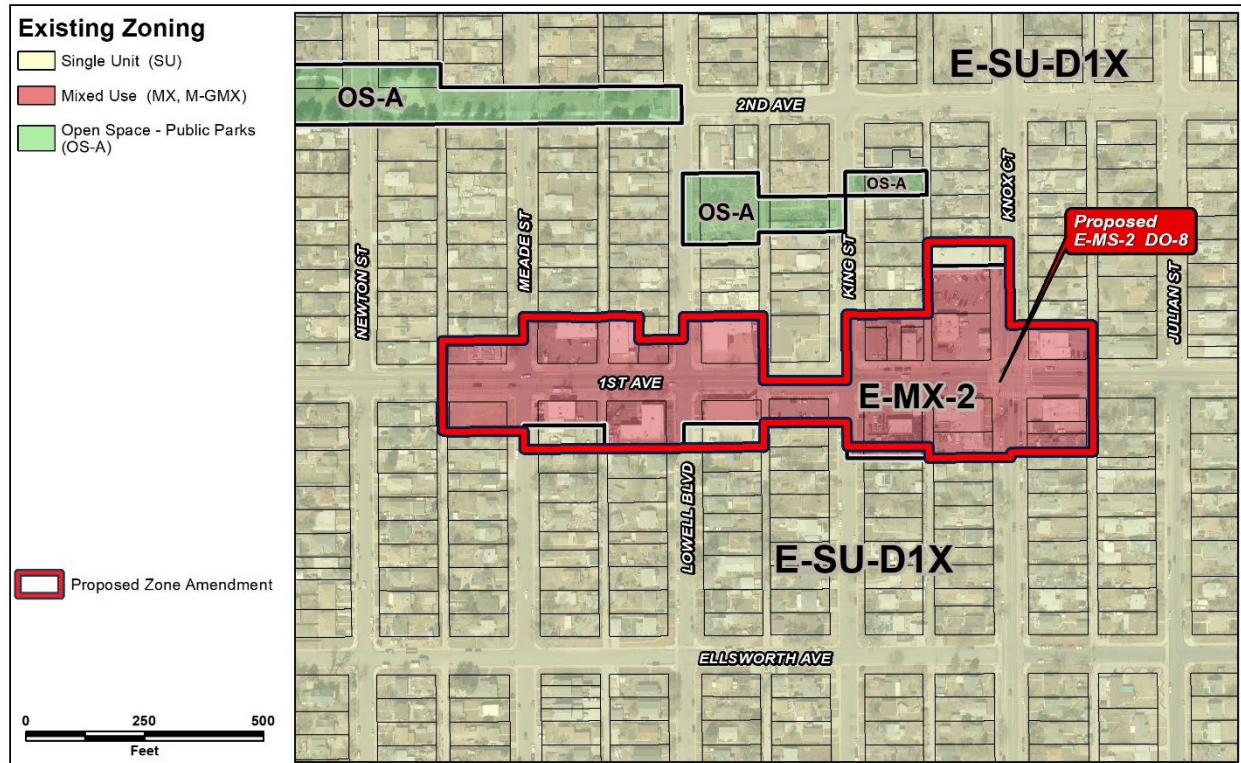 Existing Zoning
Single Unit (SU)
Mixed Use (MX, M-GMX)
Open Space - Public Parks
(OS-A)
Proposed Zone Amendment
0 250 500
Feet
E-SU-D1X
OS-A
2ND AVE
OS-A
OS-A
KNOX CT
Proposed
E-MS-2 DO-8
NEWTON ST
MEADE ST
KING ST
JULIAN ST
1ST AVE
E-MX-2
LOWELL BLVD
E-SU-D1X
ELLSWORTH AVE